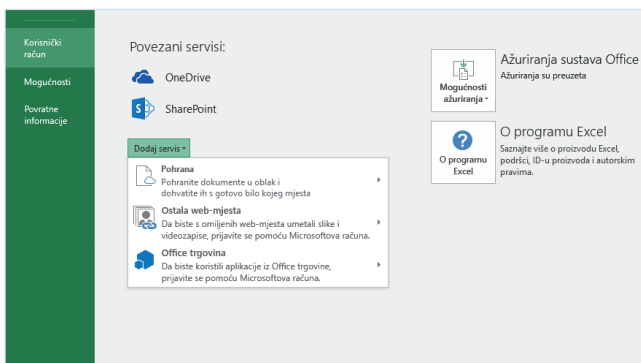 Korisnički
račun
Mogućnosti
Povratne
informacije
Povezani servisi:
OneDrive
SharePoint
Dodaj servis
Pohrana
Pohranite dokumente u oblak i
dohvatite ih s gotovo bilo kojeg mjesta
Ostala web-mjesta
Da biste s omiljenih web-mjesta umetali slike i
videozapise, prijavite se pomoću Microsoftova računa.
Office trgovina
Da biste koristili aplikacije iz Office trgovine,
prijavite se pomoću Microsoftova računa.
Mogućnosti
ažuriranja
Ažuriranja sustava Office
Ažuriranja su preuzeta
O programu
Excel
O programu Excel
Saznajte više o proizvodu Excel,
podršci, ID-u proizvoda i autorskim
pravima.